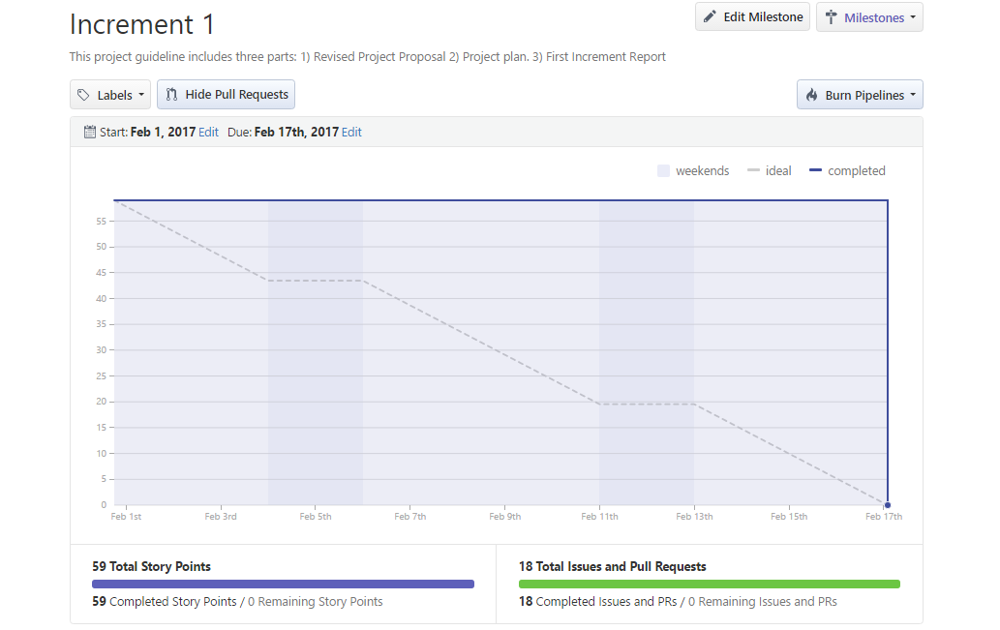 Increment 1
Edit Milestone
Milestones
This project guideline includes three parts: 1) Revised Project Proposal 2) Project plan. 3) First Increment Report
Labels
Hide Pull Requests
Burn Pipelines
Start: Feb 1, 2017 Edit Due: Feb 17th, 2017 Edit
weekends ideal completed
55
50
45
40
35
30
25
20
15
10
5
0
Feb 1st Feb 3rd Feb 5th Feb 7th Feb 9th Feb 11th Feb 13th Feb 15th Feb 17th
59 Total Story Points
59 Completed Story Points / 0 Remaining Story Points
18 Total Issues and Pull Requests
18 Completed Issues and PRs / 0 Remaining Issues and PRs